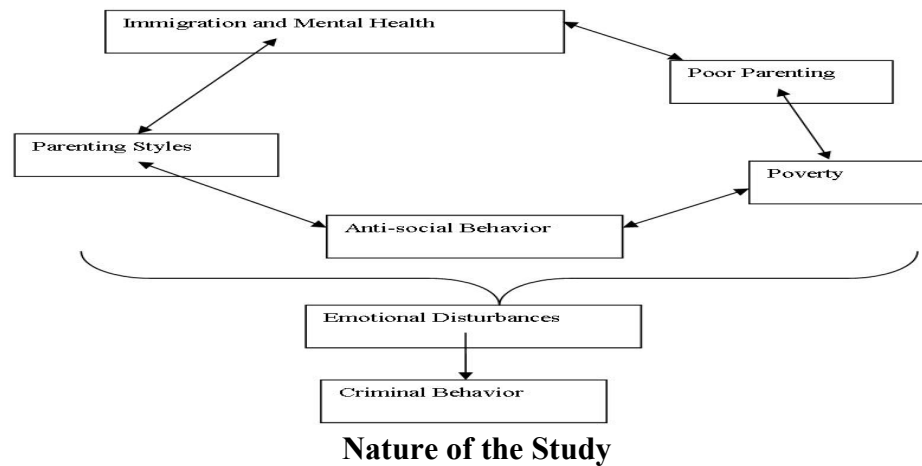 Immigration and Mental Health
Poor Parenting
Parenting Styles
Poverty
Anti-social Behavior
Emotional Disturbances
Criminal Behavior
Nature of the Study